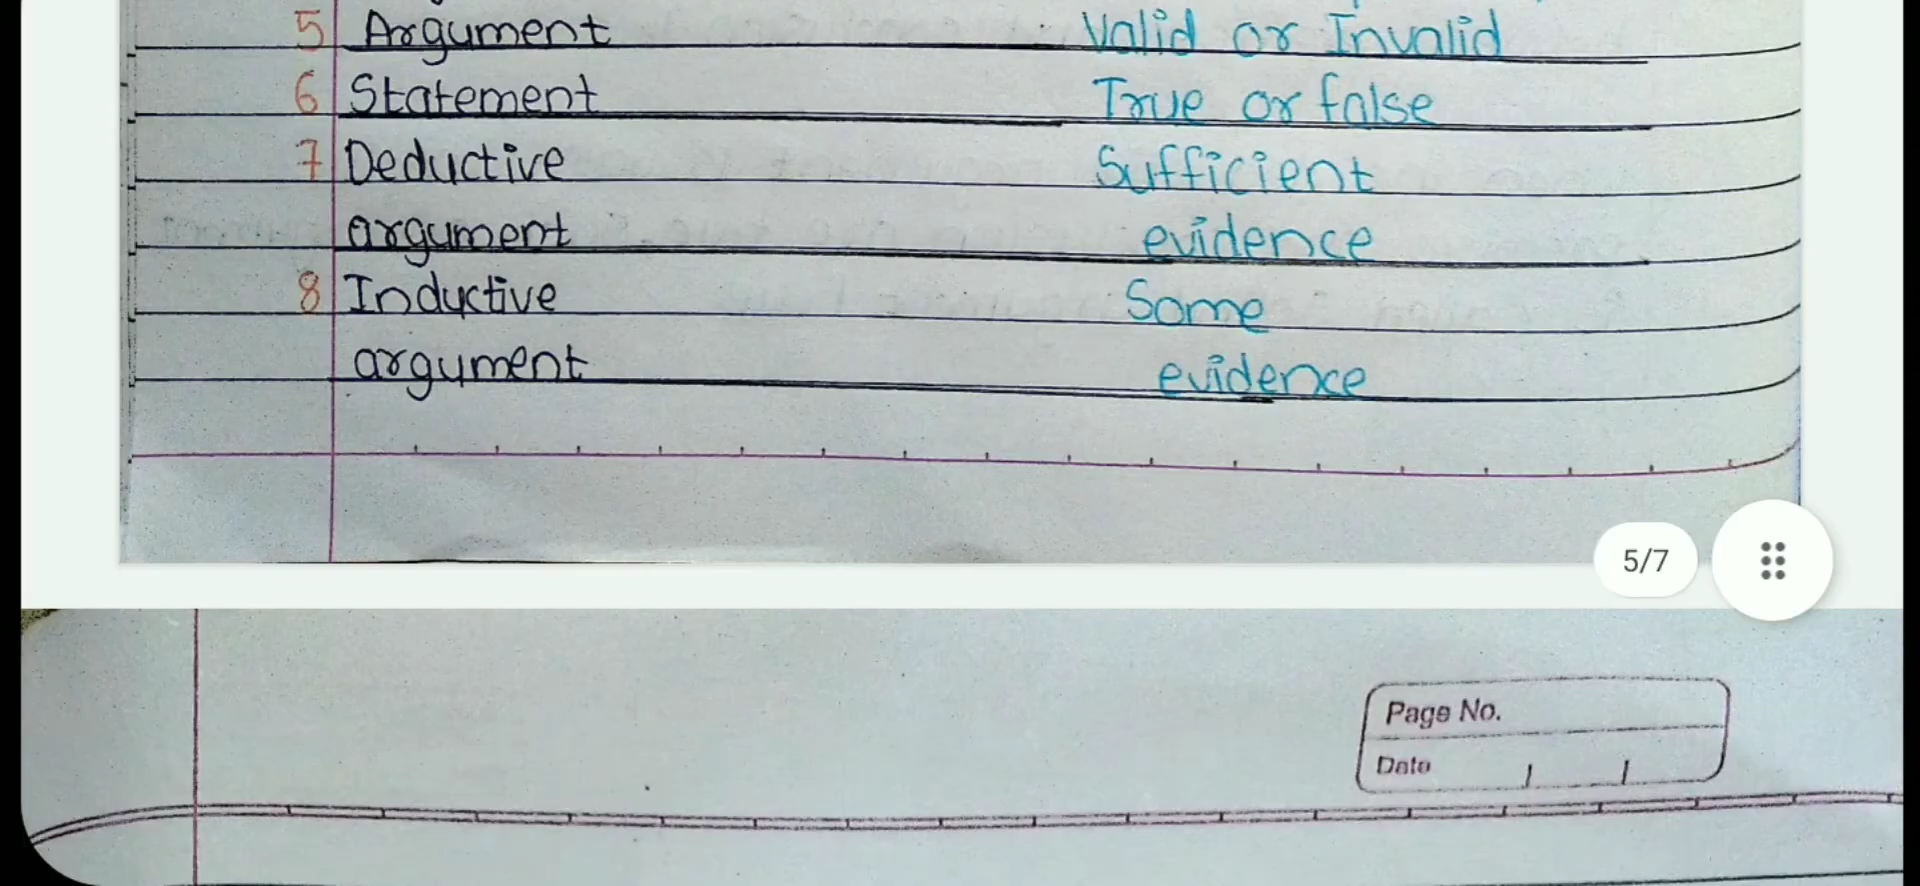 5 Argument Valid or Invalid
6 Statement True or false
7 Deductive Sufficient
argument evidence
8 Inductive Some
argument evidence
5/7
Page No.
Date / /